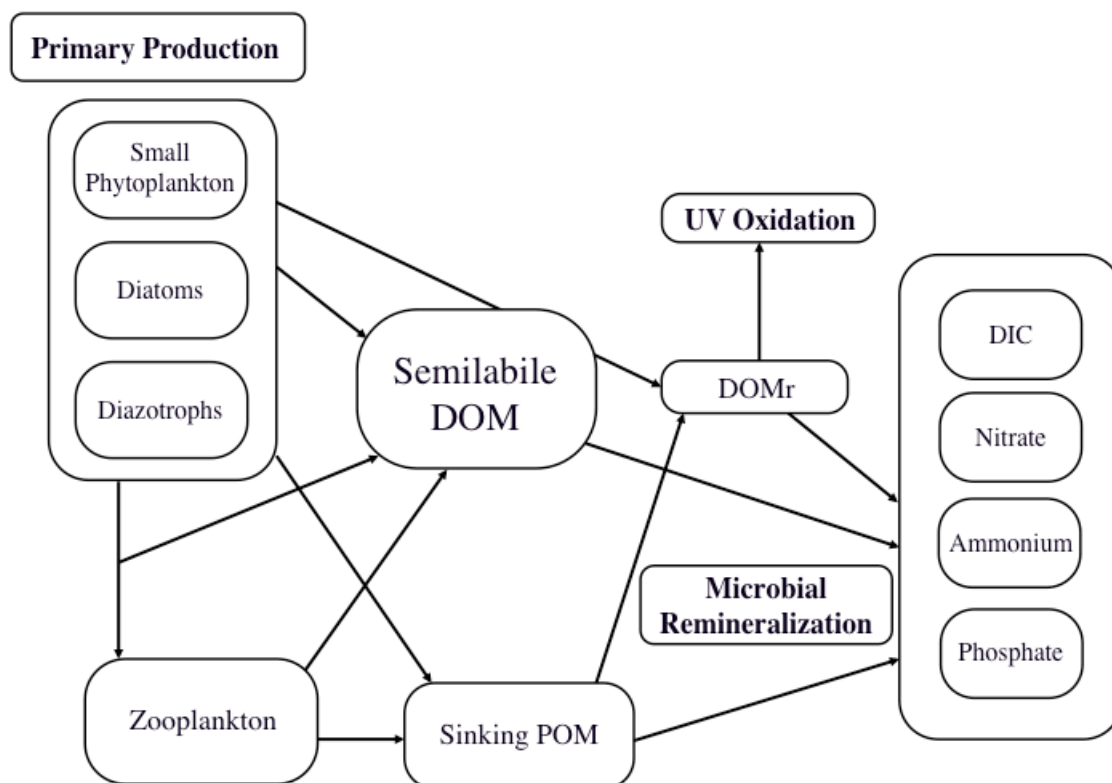 Primary Production
Small
Phytoplankton
Diatoms
Diazotrophs
UV Oxidation
Semilabile
DOM
DOMr
DIC
Nitrate
Ammonium
Phosphate
Microbial
Remineralization
Zooplankton
Sinking POM